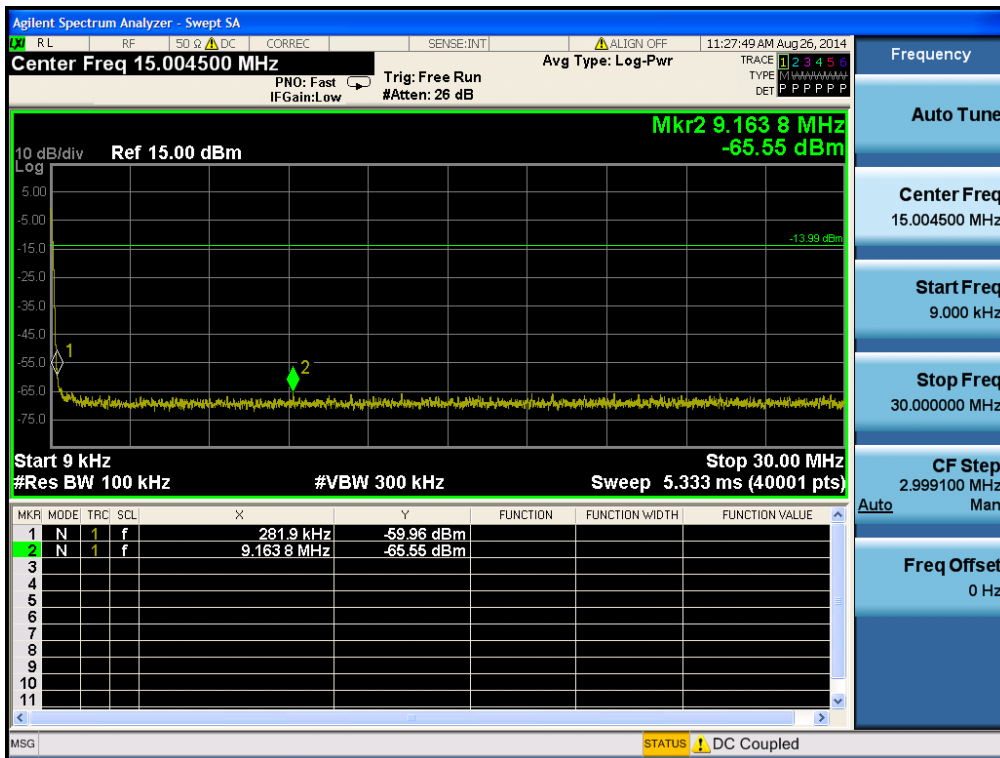 Agilent Spectrum Analyzer - Swept SA
LXI RL RF 50 Ω DC CORREC SENSE:INT ALIGN OFF 11:27:49 AM Aug 26, 2014
Center Freq 15.004500 MHz
PNO: Fast
IFGain:Low
Trig: Free Run
#Atten: 26 dB
Avg Type: Log-Pwr
TRACE 1 2 3 4 5 6
TYPE M WWWWW
DET P P P P P P
Mkr2 9.163 8 MHz
-65.55 dBm
10 dB/div Ref 15.00 dBm
Log
5.00
-5.00
-13.99 dBm
-15.0
-25.0
-35.0
-45.0
1
-55.0
2
-65.0
-75.0
Start 9 kHz Stop 30.00 MHz
#Res BW 100 kHz #VBW 300 kHz Sweep 5.333 ms (40001 pts)
MKR MODE TRC SCL X Y FUNCTION FUNCTION WIDTH FUNCTION VALUE
1 N 1 f 281.9 kHz -59.96 dBm
2 N 1 f 9.163 8 MHz -65.55 dBm
3
4
5
6
7
8
9
10
11
MSG STATUS DC Coupled
Frequency
Auto Tune
Center Freq
15.004500 MHz
Start Freq
9.000 kHz
Stop Freq
30.000000 MHz
CF Step
2.999100 MHz
Auto Man
Freq Offset
0 Hz